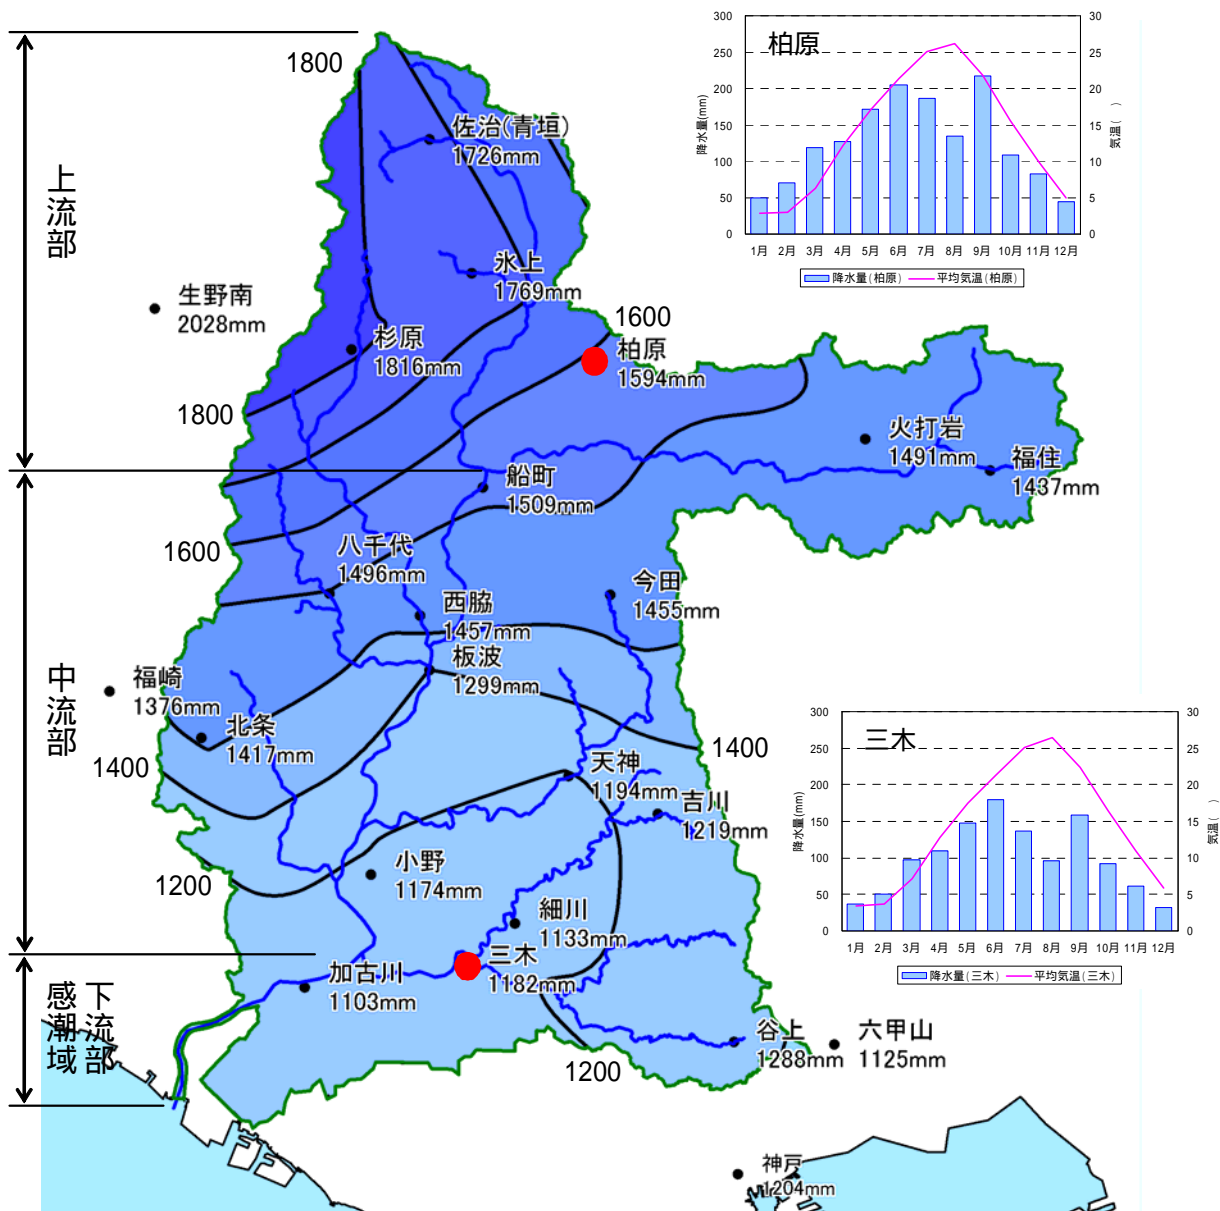 上流部
中流部
下流部
感潮域
1800
佐治(青垣)
1726mm
氷上
1769mm
生野南
2028mm
杉原
1816mm
1600
柏原
1594mm
1800
火打岩
1491mm
福住
1437mm
船町
1509mm
1600
八千代
1496mm
今田
1455mm
西脇
1457mm
板波
1299mm
福崎
1376mm
北条
1417mm
1400
1400
天神
1194mm
吉川
1219mm
小野
1174mm
1200
細川
1133mm
三木
1182mm
加古川
1103mm
谷上
1288mm
六甲山
1125mm
1200
神戸
1204mm
柏原
降水量(mm)
気温( )
300
250
200
150
100
50
0
30
25
20
15
10
5
0
1月 2月 3月 4月 5月 6月 7月 8月 9月 10月 11月 12月
降水量(柏原) 平均気温(柏原)
三木
降水量(mm)
気温( )
300
250
200
150
100
50
0
30
25
20
15
10
5
0
1月 2月 3月 4月 5月 6月 7月 8月 9月 10月 11月 12月
降水量(三木) 平均気温(三木)